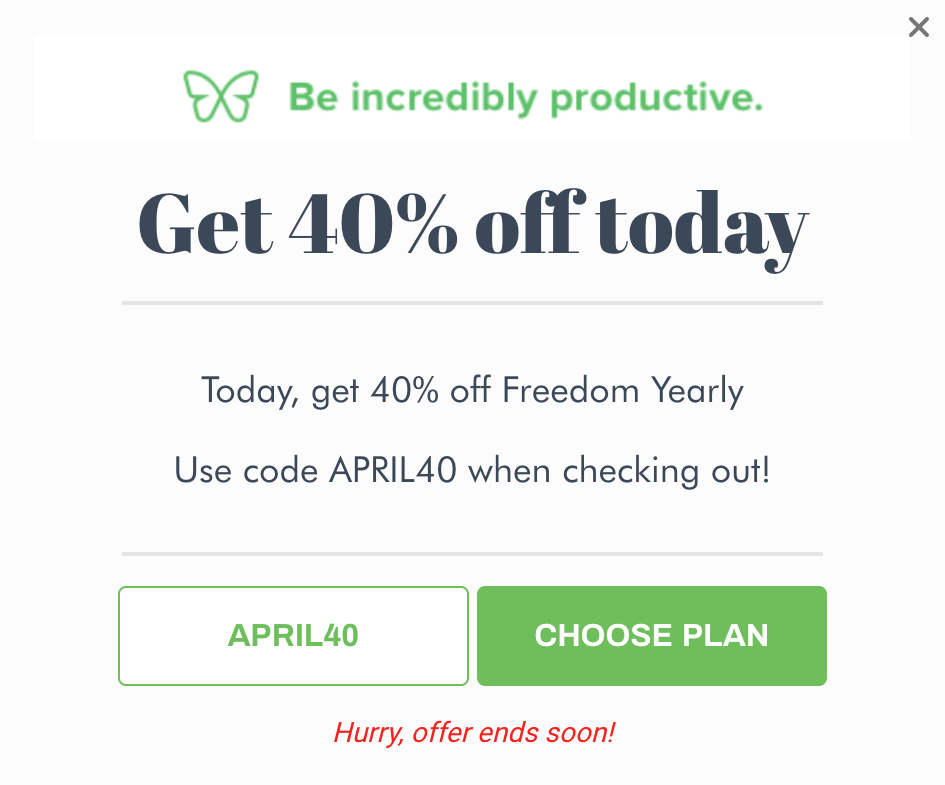 Be incredibly productive.
Get 40% off today
Today, get 40% off Freedom Yearly
Use code APRIL40 when checking out!
APRIL40
CHOOSE PLAN
Hurry, offer ends soon!